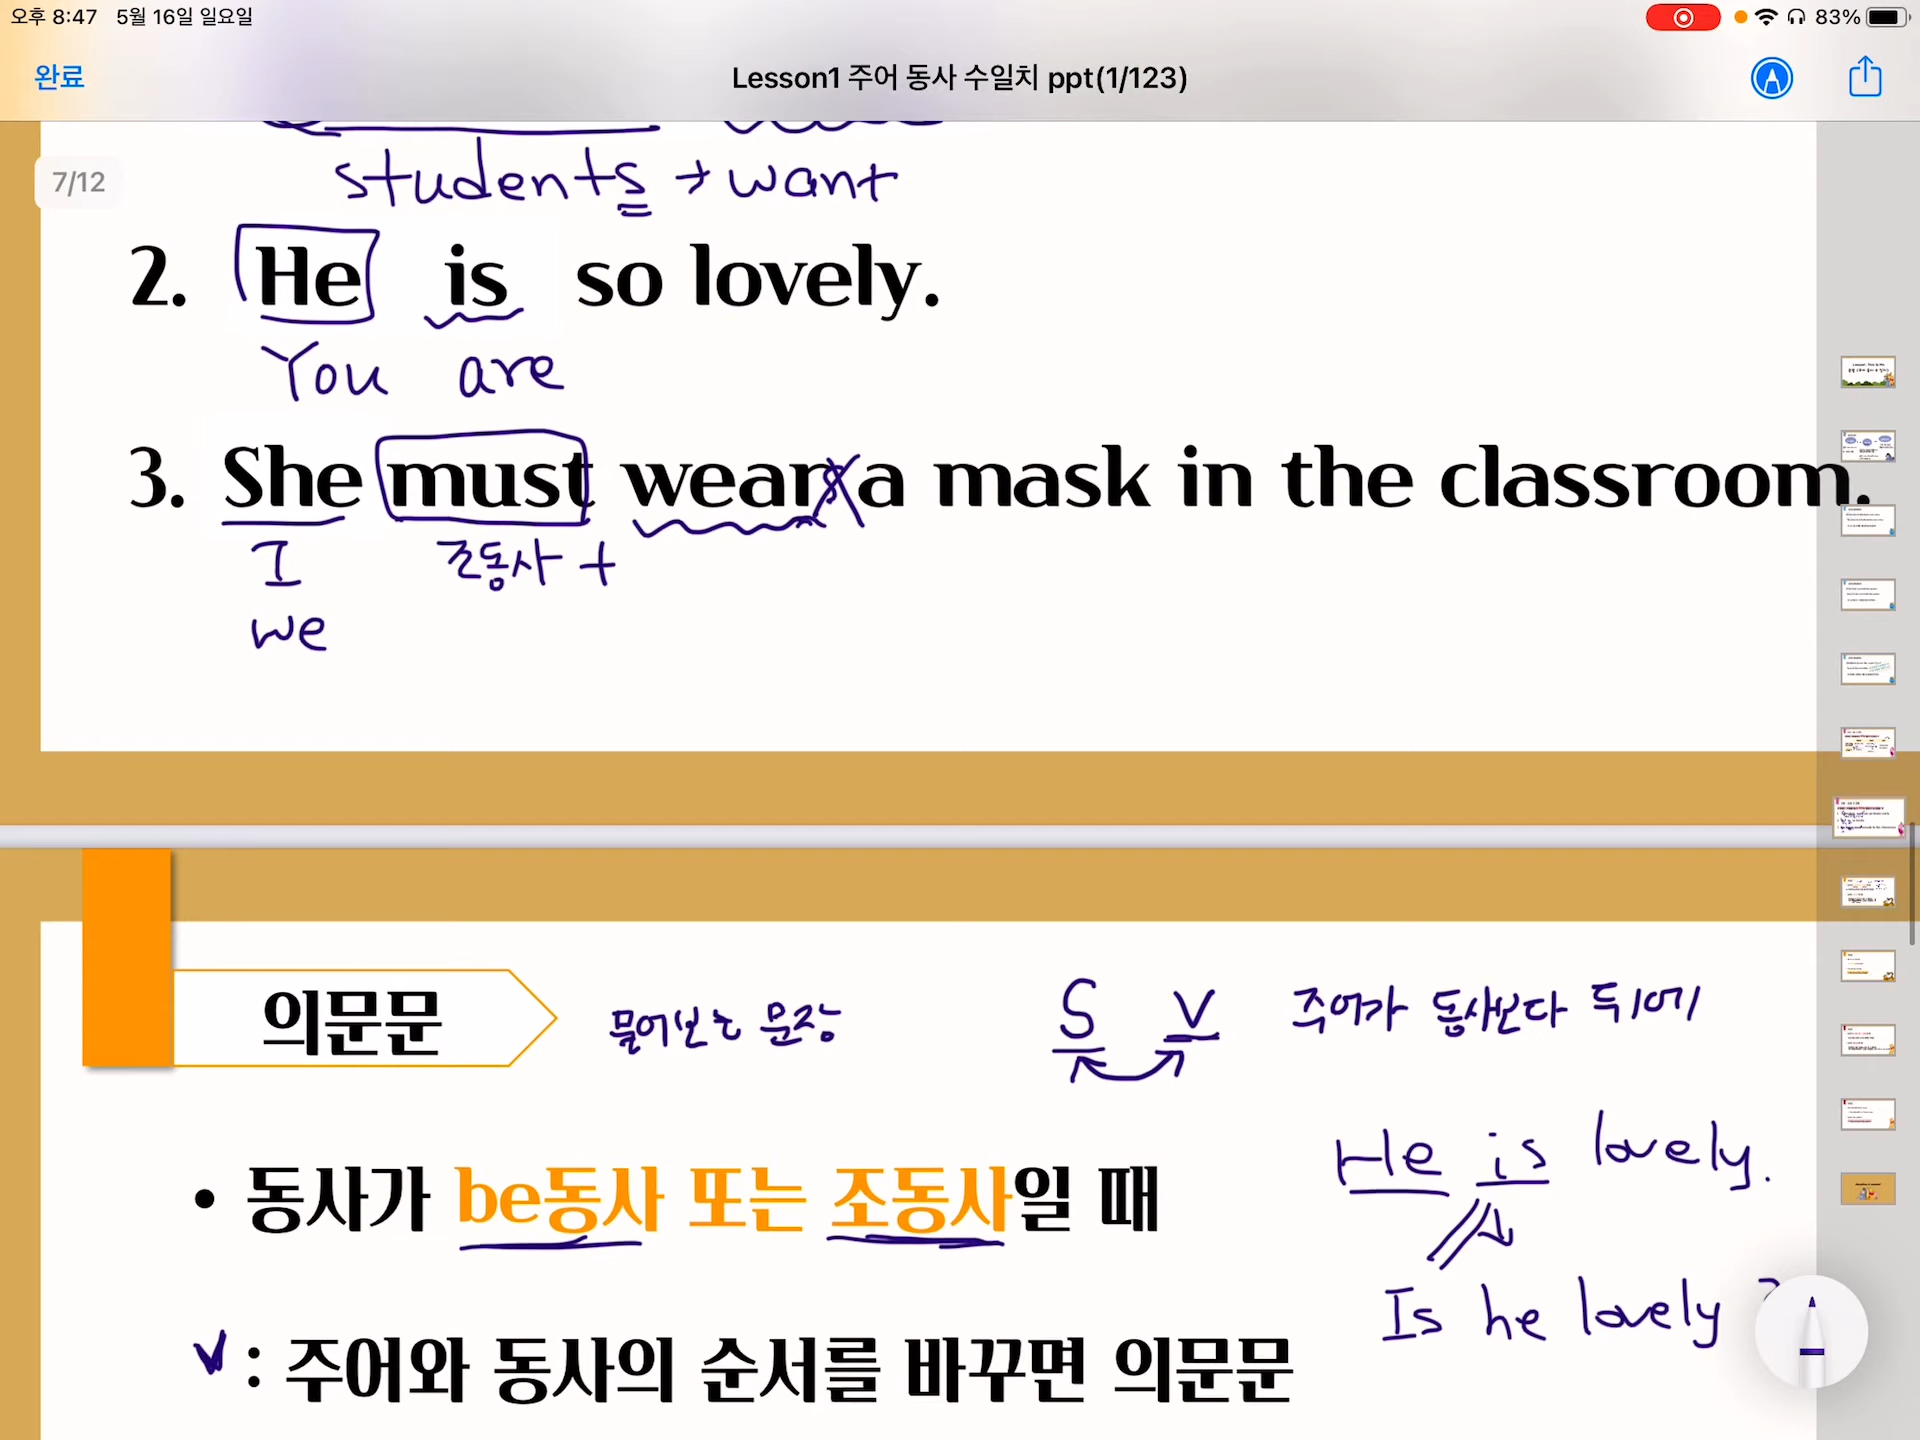 오후 8:47 5월 16일 일요일
83%
완료
Lesson1 주어 동사 수일치 ppt(1/123)
7/12
students → want
2. He is so lovely.
You are
3. She must wears a mask in the classroom.
I 조동사 +
we
의문문 물어보는 문장 S V 주어가 동사보다 뒤에
He is lovely.
• 동사가 be동사 또는 조동사일 때
Is he lovely ?
v : 주어와 동사의 순서를 바꾸면 의문문